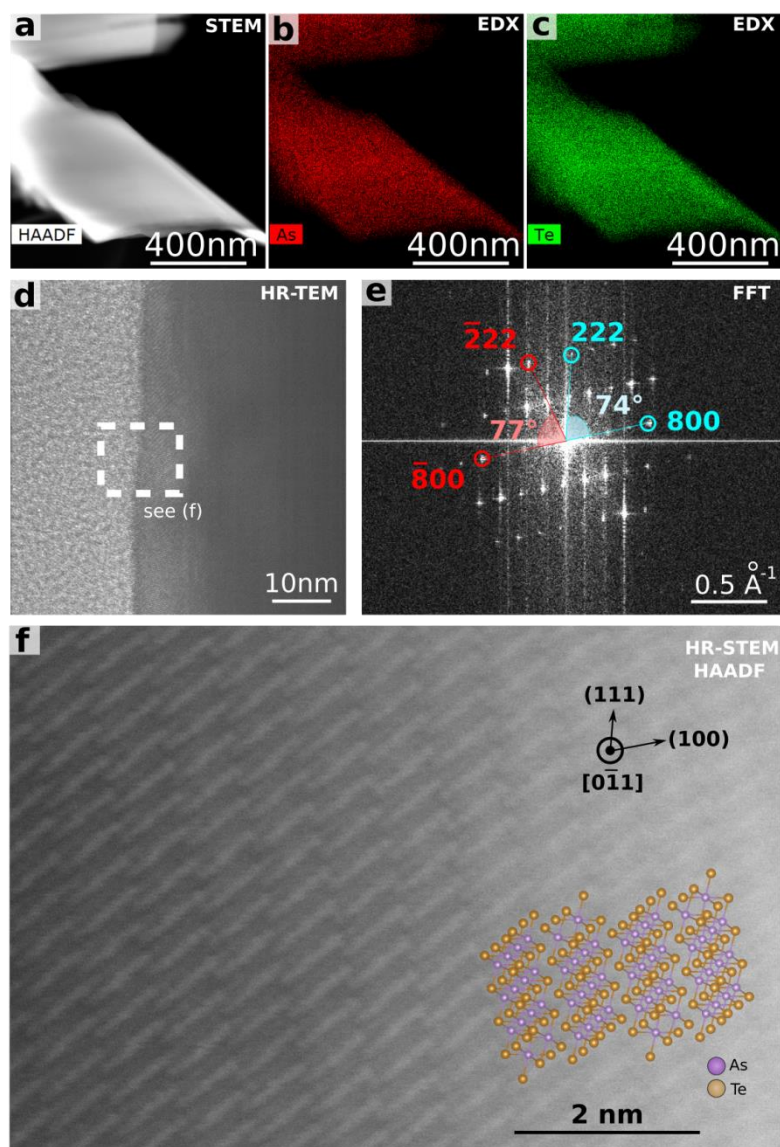 a
STEM
HAADF
400nm
b
EDX
As
400nm
c
EDX
Te
400nm
d
HR-TEM
see (f)
10nm
e
FFT
2̅22
222
77°
74°
800
8̅00
0.5 Å⁻¹
f
HR-STEM
HAADF
(111)
(100)
[01̅1]
As
Te
2 nm